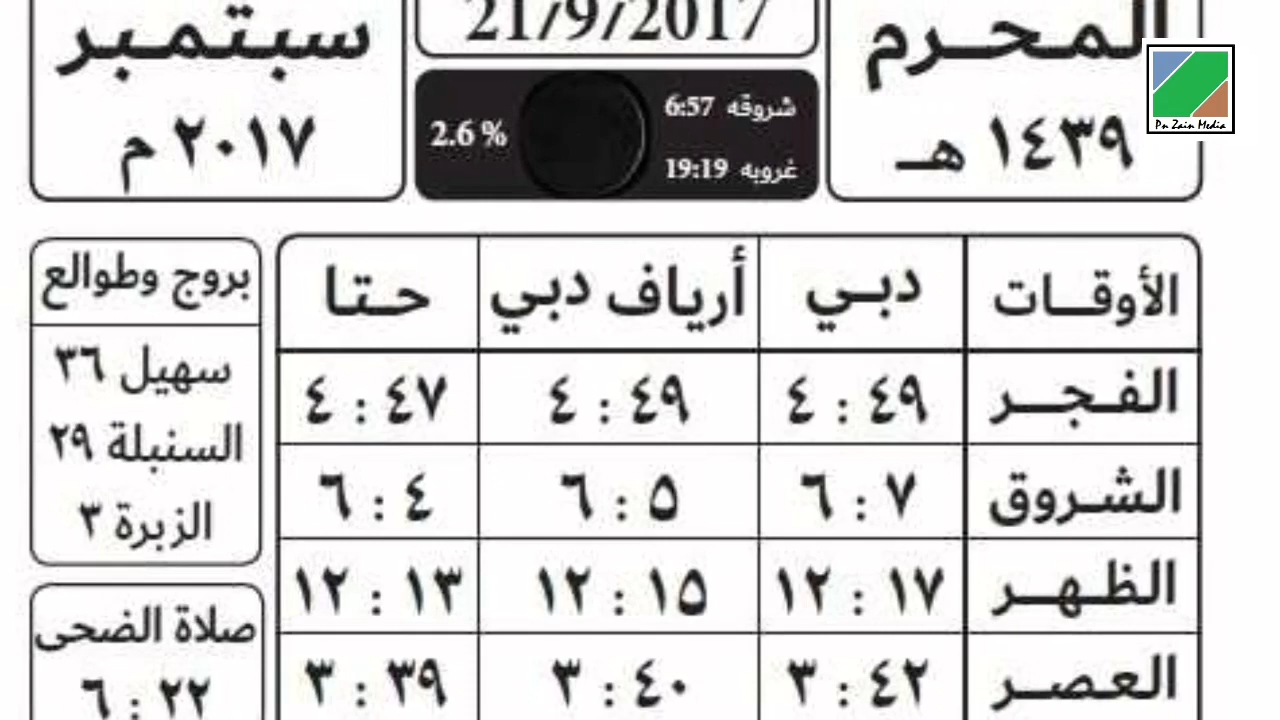 المحرم
١٤٣٩ هـ
21/9/2017
شروقه 6:57
غروبه 19:19
2.6 %
سبتمبر
٢٠١٧ م
Pn Zain Media
الأوقات دبي أرياف دبي حتا
الفجر ٤ : ٤٩ ٤ : ٤٩ ٤ : ٤٧
الشروق ٦ : ٧ ٦ : ٥ ٦ : ٤
الظهر ١٢ : ١٧ ١٢ : ١٥ ١٢ : ١٣
العصر ٣ : ٤٢ ٣ : ٤٠ ٣ : ٣٩
بروج وطوالع
سهيل ٣٦
السنبلة ٢٩
الزبرة ٣
صلاة الضحى
٦ : ٢٢